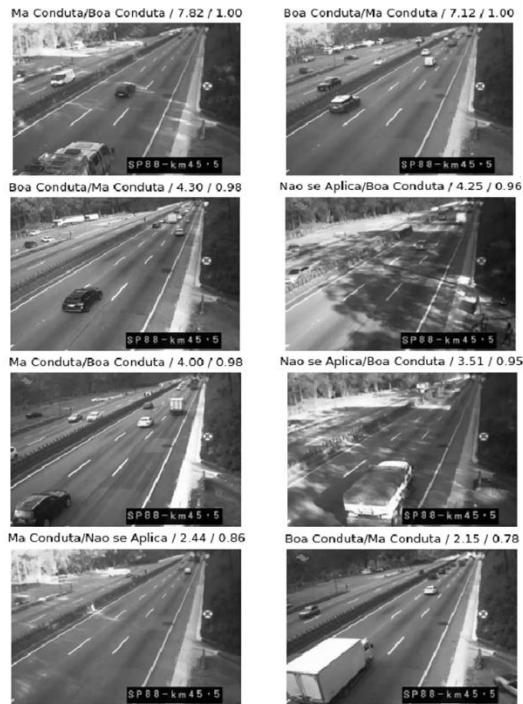 Ma Conduta/Boa Conduta / 7.82 / 1.00
Boa Conduta/Ma Conduta / 7.12 / 1.00
SP88-km45+5
SP88-km45+5
Boa Conduta/Ma Conduta / 4.30 / 0.98
Nao se Aplica/Boa Conduta / 4.25 / 0.96
SP88-km45+5
SP88-km45+5
Ma Conduta/Boa Conduta / 4.00 / 0.98
Nao se Aplica/Boa Conduta / 3.51 / 0.95
SP88-km45+5
SP88-km45+5
Ma Conduta/Nao se Aplica / 2.44 / 0.86
Boa Conduta/Ma Conduta / 2.15 / 0.78
SP88-km45+5
SP88-km45+5